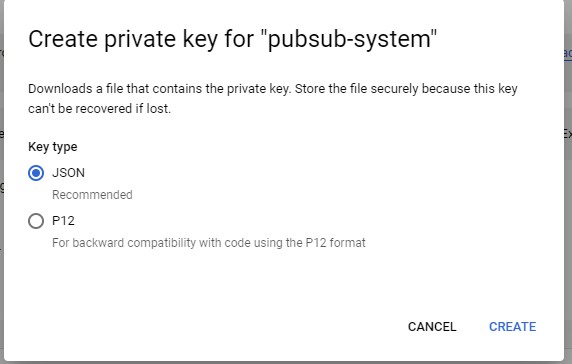 Create private key for "pubsub-system"
Downloads a file that contains the private key. Store the file securely because this key
can't be recovered if lost.
Key type
JSON
Recommended
P12
For backward compatibility with code using the P12 format
CANCEL CREATE